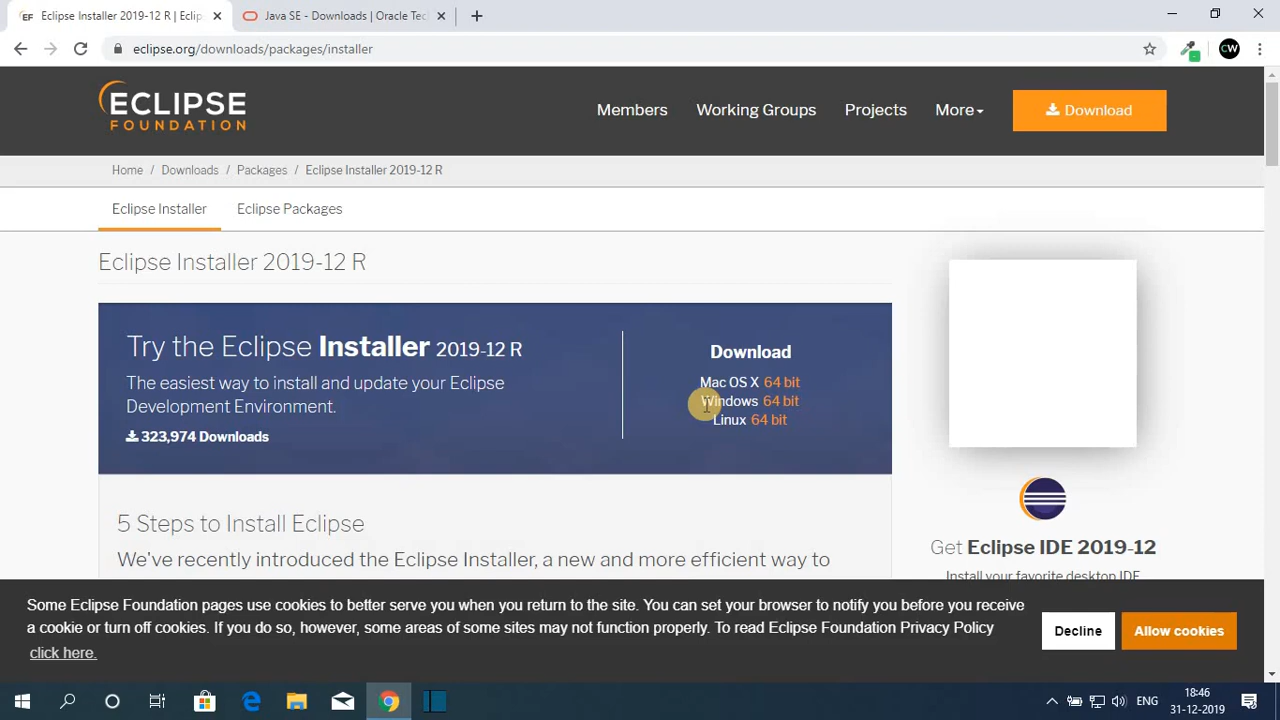 Eclipse Installer 2019-12 R | Eclip
Java SE - Downloads | Oracle Tec
eclipse.org/downloads/packages/installer
CW
ECLIPSE
FOUNDATION
Members
Working Groups
Projects
More
Download
Home / Downloads / Packages / Eclipse Installer 2019-12 R
Eclipse Installer
Eclipse Packages
Eclipse Installer 2019-12 R
Try the Eclipse Installer 2019-12 R
The easiest way to install and update your Eclipse
Development Environment.
323,974 Downloads
Download
Mac OS X 64 bit
Windows 64 bit
Linux 64 bit
5 Steps to Install Eclipse
We've recently introduced the Eclipse Installer, a new and more efficient way to
Get Eclipse IDE 2019-12
Install your favorite desktop IDE
Some Eclipse Foundation pages use cookies to better serve you when you return to the site. You can set your browser to notify you before you receive
a cookie or turn off cookies. If you do so, however, some areas of some sites may not function properly. To read Eclipse Foundation Privacy Policy
click here.
Decline
Allow cookies
ENG
18:46
31-12-2019